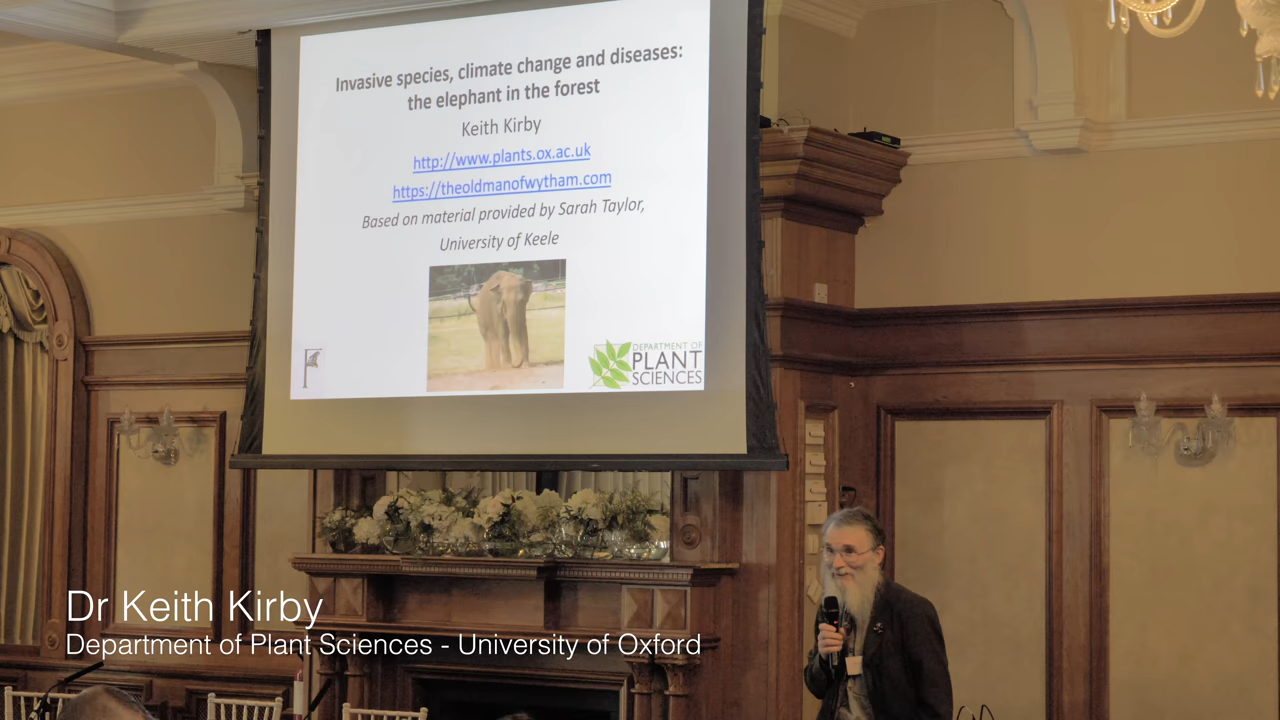 Invasive species, climate change and diseases:
the elephant in the forest
Keith Kirby
http://www.plants.ox.ac.uk
https://theoldmanofwytham.com
Based on material provided by Sarah Taylor,
University of Keele
DEPARTMENT OF
PLANT
SCIENCES
F
Dr Keith Kirby
Department of Plant Sciences - University of Oxford